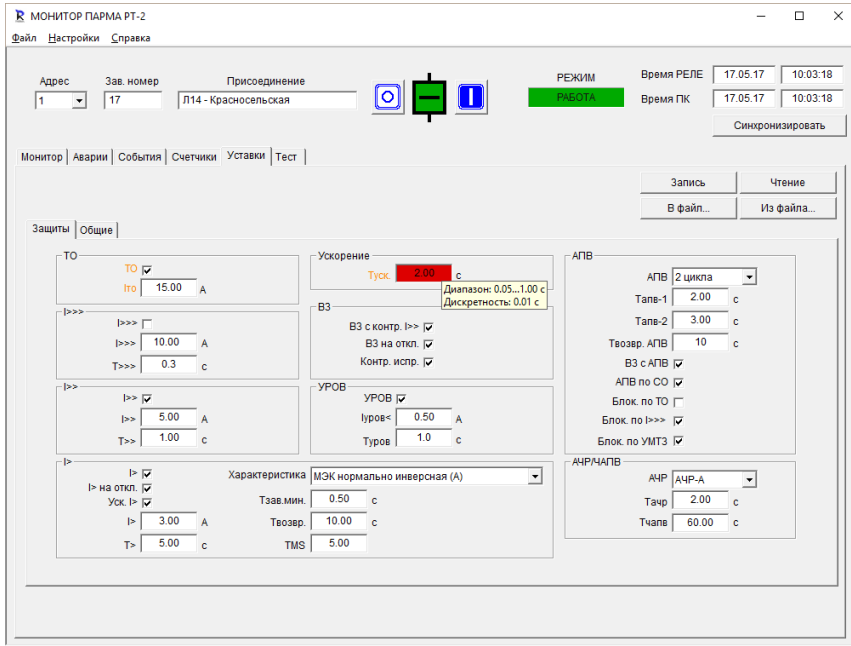 МОНИТОР ПАРМА РТ-2
Файл Настройки Справка
Адрес Зав. номер Присоединение
1 17 Л14 - Красносельская
РЕЖИМ
РАБОТА
Время РЕЛЕ 17.05.17 10:03:18
Время ПК 17.05.17 10:03:18
Синхронизировать
Монитор Аварии События Счетчики Уставки Тест
Запись Чтение
В файл... Из файла...
Защиты Общие
ТО
ТО
Iто 15.00 А
I>>>
I>>>
I>>> 10.00 А
T>>> 0.3 с
I>>
I>>
I>> 5.00 А
T>> 1.00 с
Ускорение
Туск. 2.00 с
Диапазон: 0.05...1.00 с
Дискретность: 0.01 с
ВЗ
ВЗ с контр. I>>
ВЗ на откл.
Контр. испр.
УРОВ
УРОВ
Iуров< 0.50 А
Туров 1.0 с
I>
I>
I> на откл.
Уск. I>
I> 3.00 А
T> 5.00 с
Характеристика МЭК нормально инверсная (А)
Тзав.мин. 0.50 с
Твозвр. 10.00 с
TMS 5.00
АПВ
АПВ 2 цикла
Тапв-1 2.00 с
Тапв-2 3.00 с
Твозвр. АПВ 10 с
ВЗ с АПВ
АПВ по СО
Блок. по ТО
Блок. по I>>>
Блок. по УМТЗ
АЧР/ЧАПВ
АЧР АЧР-А
Тачр 2.00 с
Тчапв 60.00 с